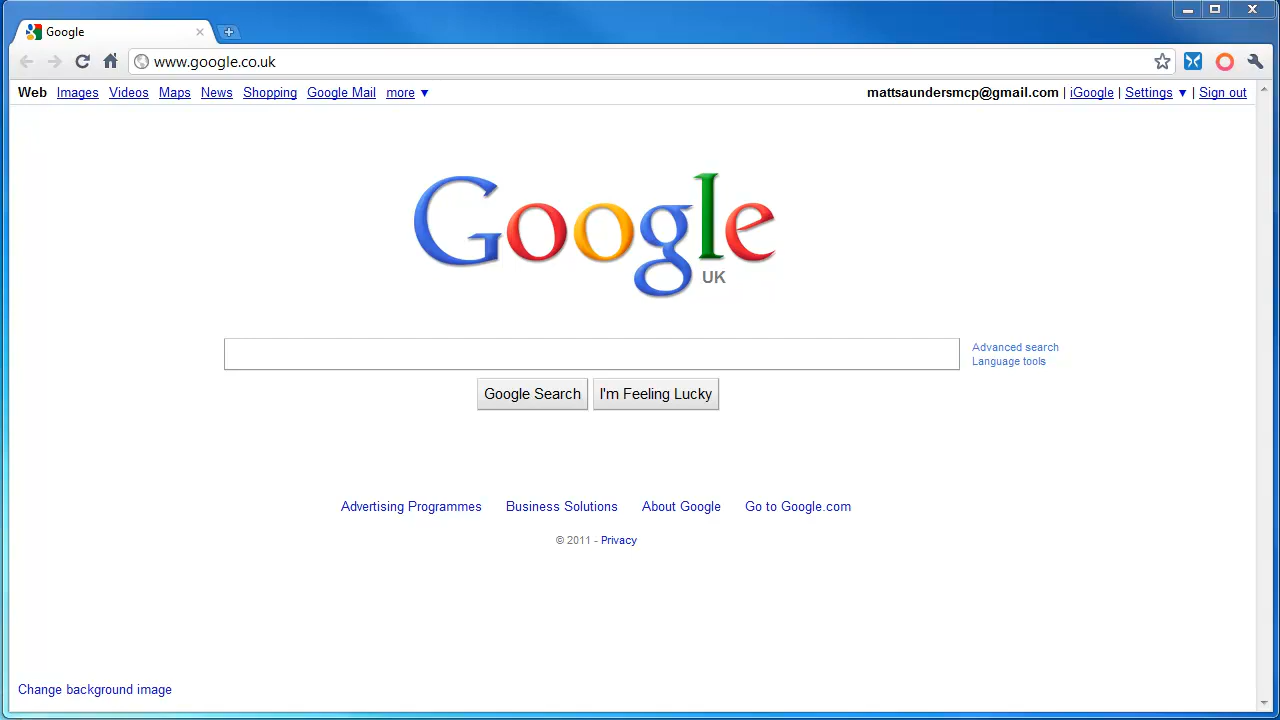 Google
www.google.co.uk
Web Images Videos Maps News Shopping Google Mail more ▼ mattsaundersmcp@gmail.com | iGoogle | Settings ▼ | Sign out
Google
UK
Advanced search
Language tools
Google Search I'm Feeling Lucky
Advertising Programmes Business Solutions About Google Go to Google.com
© 2011 - Privacy
Change background image